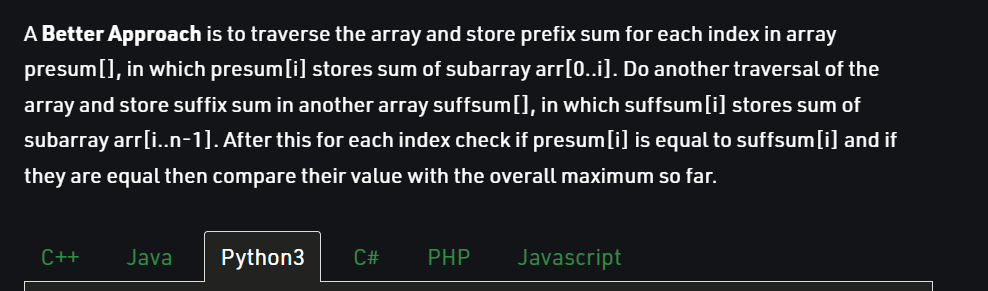 A Better Approach is to traverse the array and store prefix sum for each index in array
presum[], in which presum[i] stores sum of subarray arr[0..i]. Do another traversal of the
array and store suffix sum in another array suffsum[], in which suffsum[i] stores sum of
subarray arr[i..n-1]. After this for each index check if presum[i] is equal to suffsum[i] and if
they are equal then compare their value with the overall maximum so far.
C++ Java Python3 C# PHP Javascript